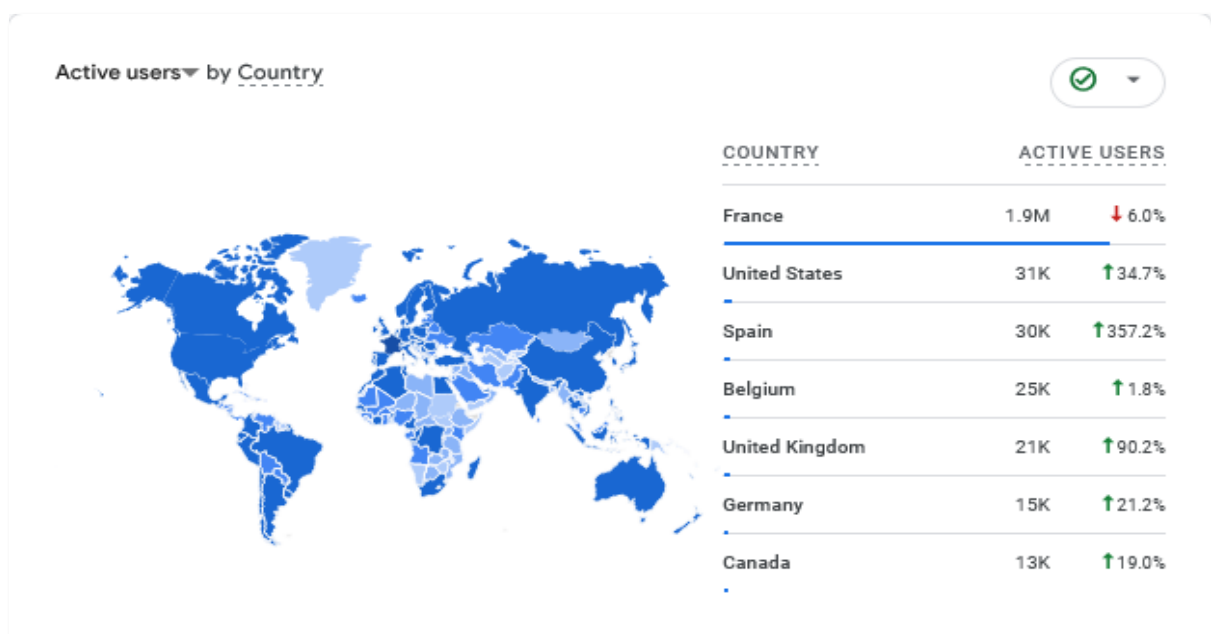 Active users by Country
COUNTRY ACTIVE USERS
France 1.9M 6.0%
United States 31K 34.7%
Spain 30K 357.2%
Belgium 25K 1.8%
United Kingdom 21K 90.2%
Germany 15K 21.2%
Canada 13K 19.0%